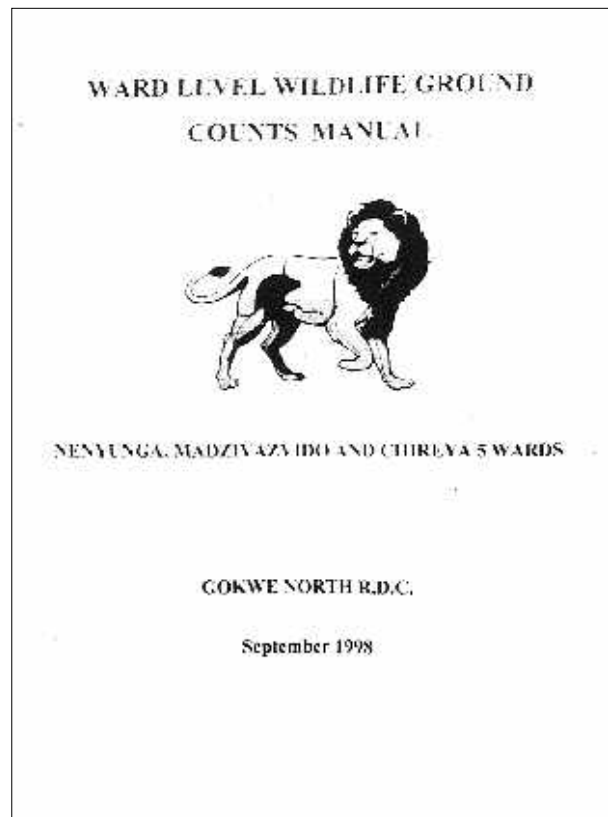 WARD LEVEL WILDLIFE GROUND
COUNTS MANUAL
NENYUNGA, MADZIVAZVIDO AND CHIREYA 5 WARDS
GOKWE NORTH R.D.C.
September 1998